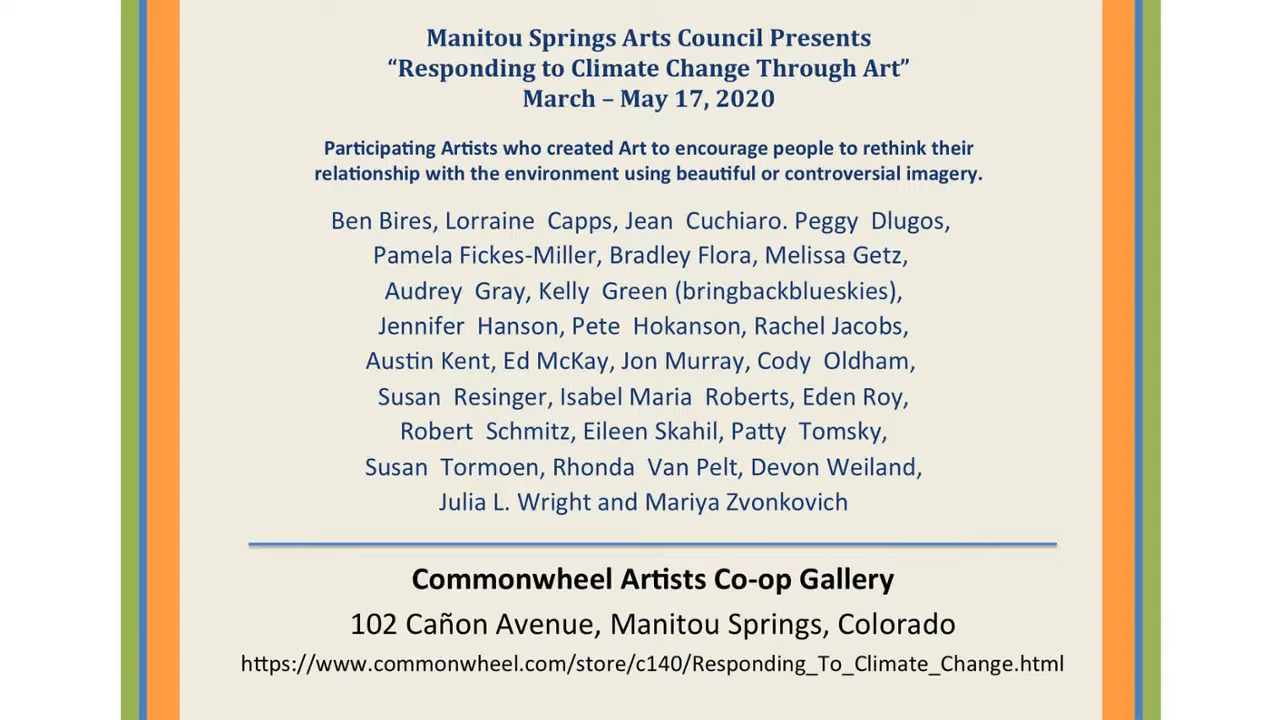 Manitou Springs Arts Council Presents
“Responding to Climate Change Through Art”
March – May 17, 2020
Participating Artists who created Art to encourage people to rethink their
relationship with the environment using beautiful or controversial imagery.
Ben Bires, Lorraine Capps, Jean Cuchiaro. Peggy Dlugos,
Pamela Fickes-Miller, Bradley Flora, Melissa Getz,
Audrey Gray, Kelly Green (bringbackblueskies),
Jennifer Hanson, Pete Hokanson, Rachel Jacobs,
Austin Kent, Ed McKay, Jon Murray, Cody Oldham,
Susan Resinger, Isabel Maria Roberts, Eden Roy,
Robert Schmitz, Eileen Skahil, Patty Tomsky,
Susan Tormoen, Rhonda Van Pelt, Devon Weiland,
Julia L. Wright and Mariya Zvonkovich
Commonwheel Artists Co-op Gallery
102 Cañon Avenue, Manitou Springs, Colorado
https://www.commonwheel.com/store/c140/Responding_To_Climate_Change.html